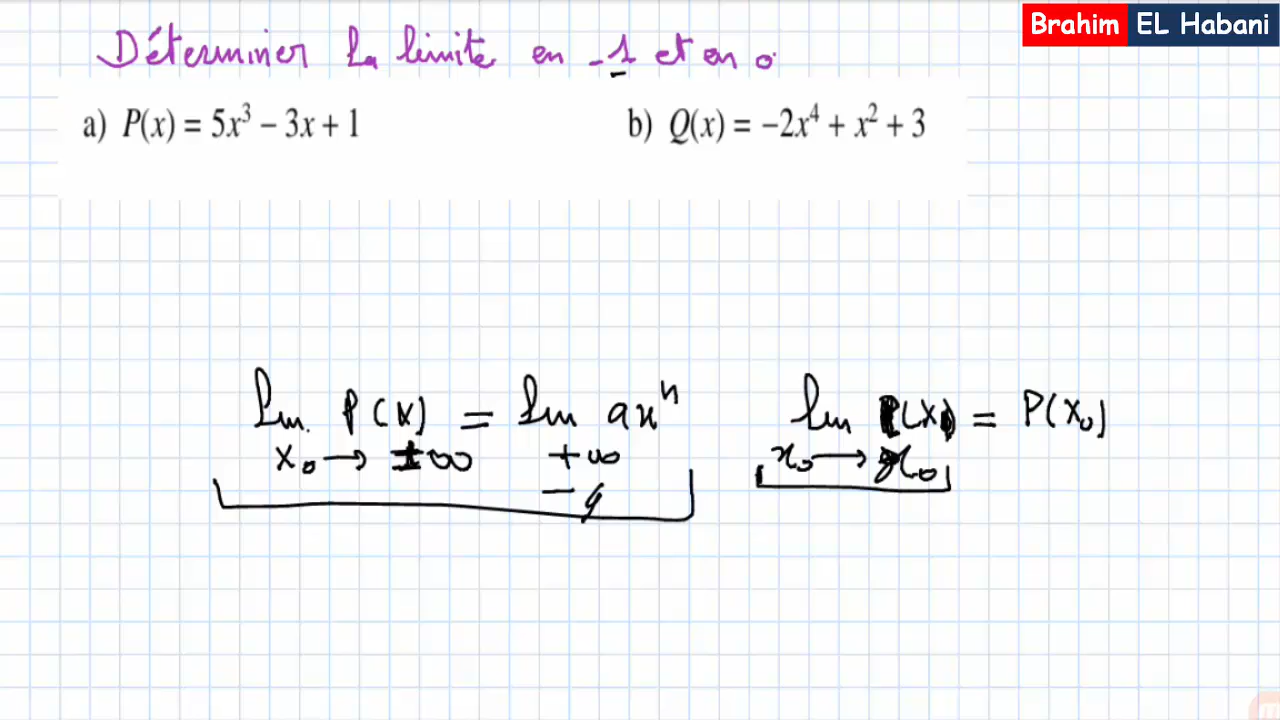 Brahim EL Habani
Déterminer la limite en -1 et en 0
a) P(x) = 5x³ − 3x + 1
b) Q(x) = −2x⁴ + x² + 3
lim P(x) = lim axⁿ
x₀ → ±∞ +∞
−
lim P(x) = P(x₀)
x₀ → x₀